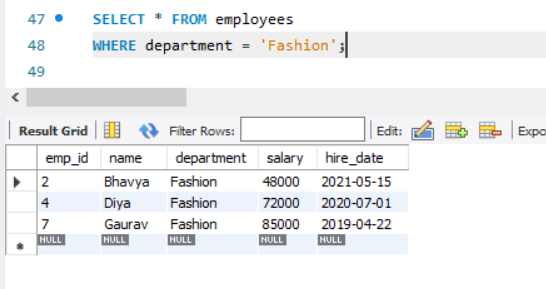 47 SELECT * FROM employees
48 WHERE department = 'Fashion';
49
Result Grid Filter Rows: Edit: Expo
emp_id name department salary hire_date
2 Bhavya Fashion 48000 2021-05-15
4 Diya Fashion 72000 2020-07-01
7 Gaurav Fashion 85000 2019-04-22
NULL NULL NULL NULL NULL